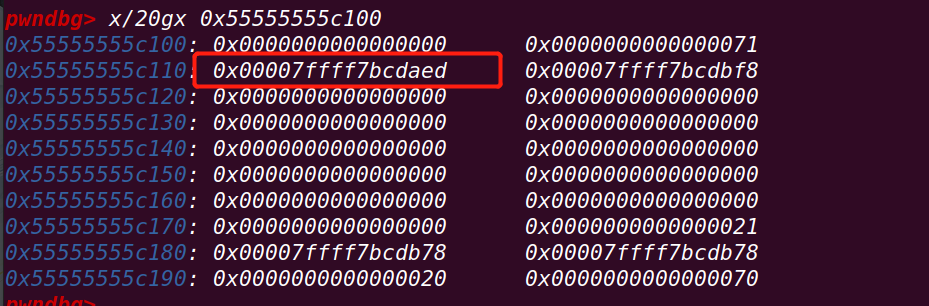 pwndbg> x/20gx 0x55555555c100
0x55555555c100: 0x0000000000000000 0x0000000000000071
0x55555555c110: 0x00007ffff7bcdaed 0x00007ffff7bcdbf8
0x55555555c120: 0x0000000000000000 0x0000000000000000
0x55555555c130: 0x0000000000000000 0x0000000000000000
0x55555555c140: 0x0000000000000000 0x0000000000000000
0x55555555c150: 0x0000000000000000 0x0000000000000000
0x55555555c160: 0x0000000000000000 0x0000000000000000
0x55555555c170: 0x0000000000000000 0x0000000000000021
0x55555555c180: 0x00007ffff7bcdb78 0x00007ffff7bcdb78
0x55555555c190: 0x0000000000000020 0x0000000000000070
pwndbg>